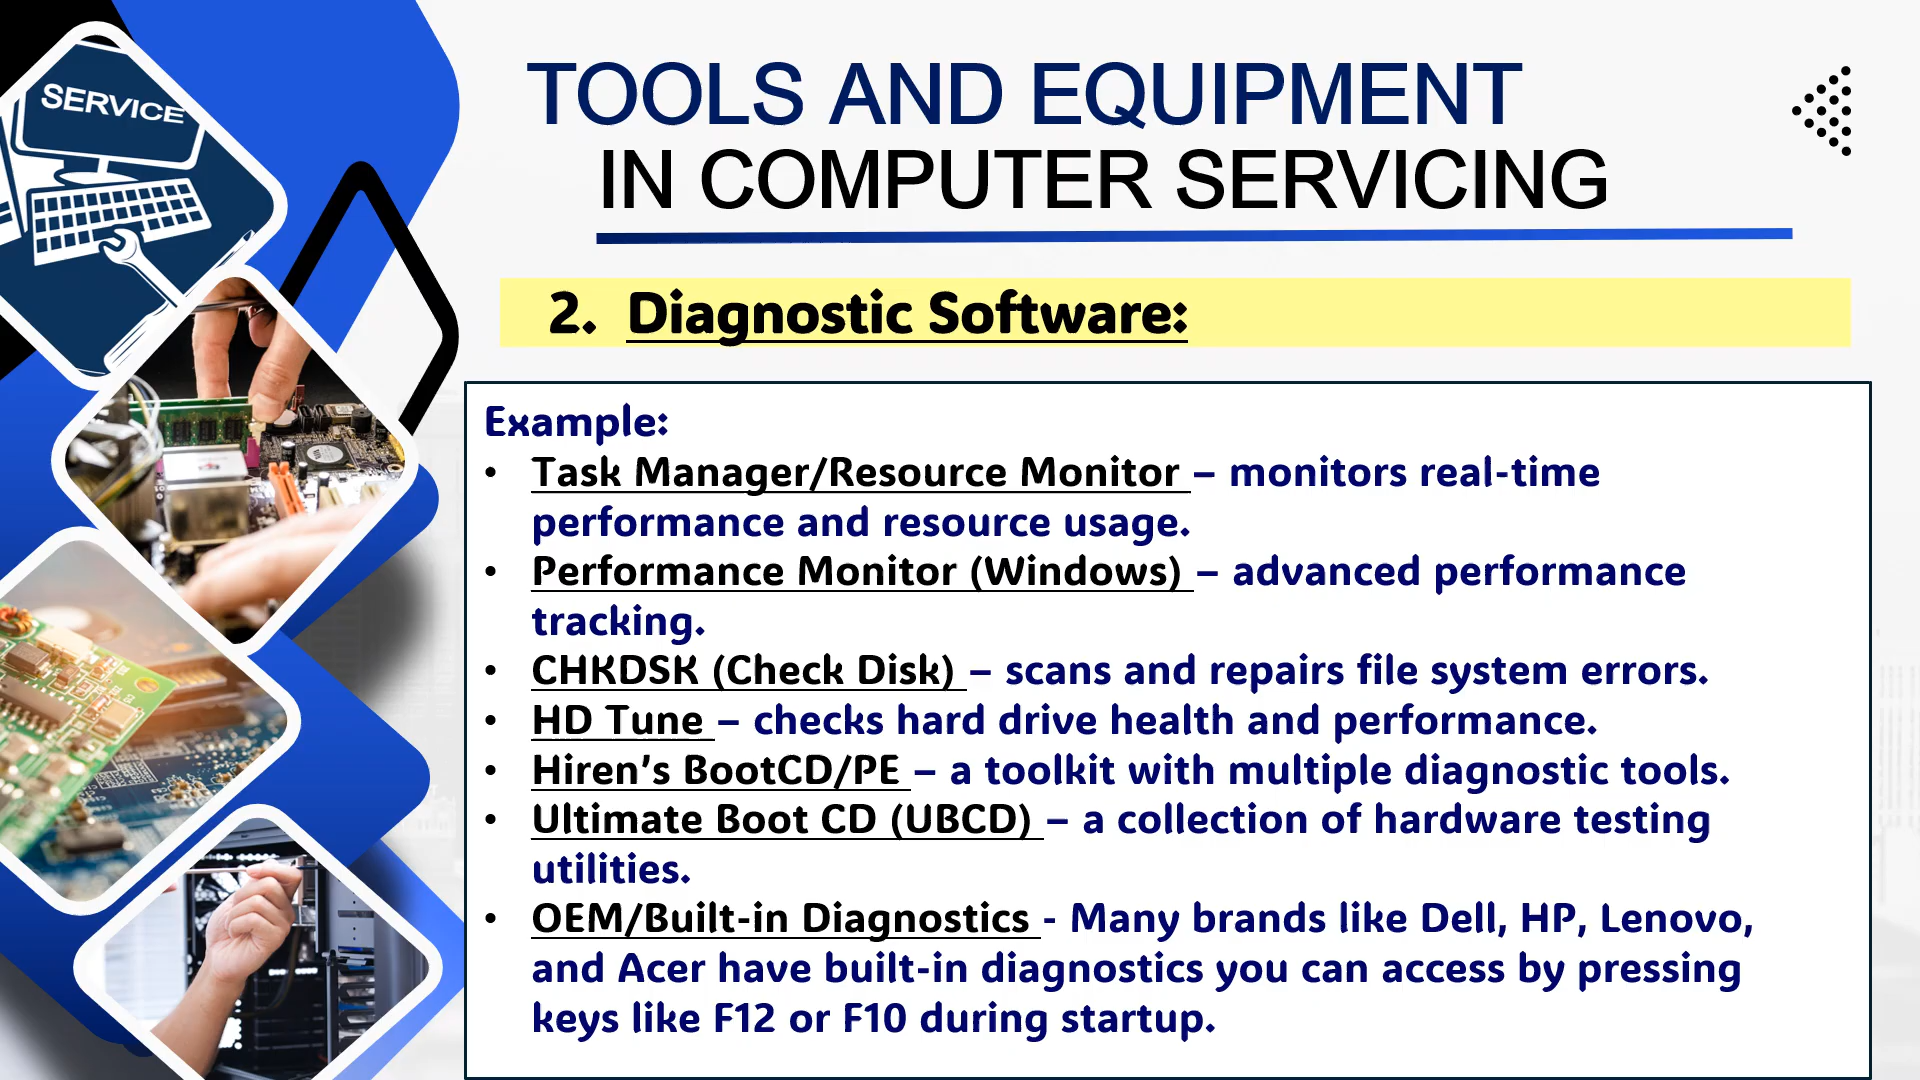 SERVICE
TOOLS AND EQUIPMENT
IN COMPUTER SERVICING
2. Diagnostic Software:
Example:
• Task Manager/Resource Monitor – monitors real-time
performance and resource usage.
• Performance Monitor (Windows) – advanced performance
tracking.
• CHKDSK (Check Disk) – scans and repairs file system errors.
• HD Tune – checks hard drive health and performance.
• Hiren’s BootCD/PE – a toolkit with multiple diagnostic tools.
• Ultimate Boot CD (UBCD) – a collection of hardware testing
utilities.
• OEM/Built-in Diagnostics - Many brands like Dell, HP, Lenovo,
and Acer have built-in diagnostics you can access by pressing
keys like F12 or F10 during startup.